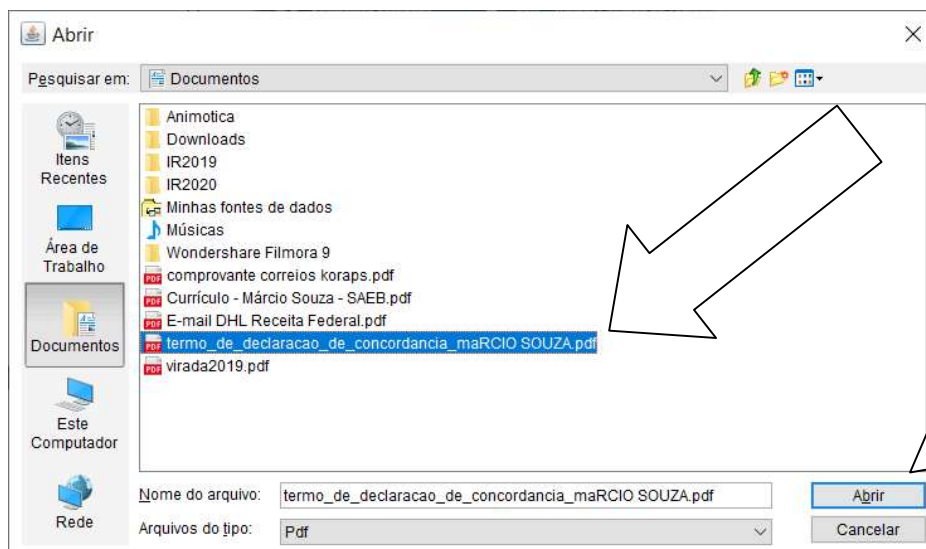 Abrir
Pesquisar em:
Documentos
Itens
Recentes
Área de
Trabalho
Documentos
Este
Computador
Rede
Animotica
Downloads
IR2019
IR2020
Minhas fontes de dados
Músicas
Wondershare Filmora 9
comprovante correios koraps.pdf
Currículo - Márcio Souza - SAEB.pdf
E-mail DHL Receita Federal.pdf
termo_de_declaracao_de_concordancia_maRCIO SOUZA.pdf
virada2019.pdf
Nome do arquivo:
termo_de_declaracao_de_concordancia_maRCIO SOUZA.pdf
Abrir
Arquivos do tipo:
Pdf
Cancelar